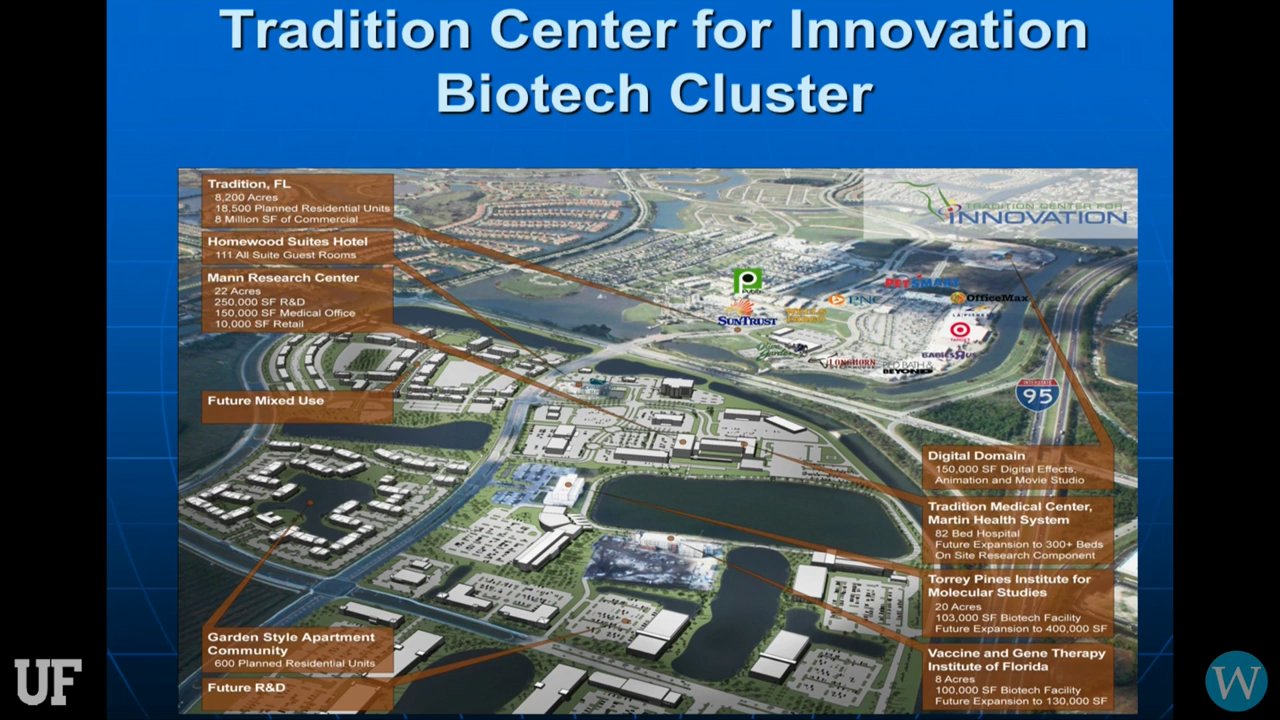 Tradition Center for Innovation
Biotech Cluster
Tradition, FL
8,200 Acres
18,500 Planned Residential Units
8 Million SF of Commercial
Homewood Suites Hotel
111 All Suite Guest Rooms
Mann Research Center
22 Acres
250,000 SF R&D
150,000 SF Medical Office
10,000 SF Retail
Future Mixed Use
Garden Style Apartment
Community
600 Planned Residential Units
Future R&D
TRADITION CENTER FOR
INNOVATION
Publix
SUNTRUST
PNC
PETSMART
OfficeMax
TARGET
BABIESRUS
LONGHORN
STEAKHOUSE
BED BATH &
BEYOND
INTERSTATE
95
Digital Domain
150,000 SF Digital Effects,
Animation and Movie Studio
Tradition Medical Center,
Martin Health System
82 Bed Hospital
Future Expansion to 300+ Beds
On Site Research Component
Torrey Pines Institute for
Molecular Studies
20 Acres
103,000 SF Biotech Facility
Future Expansion to 400,000 SF
Vaccine and Gene Therapy
Institute of Florida
8 Acres
100,000 SF Biotech Facility
Future Expansion to 130,000 SF
UF
W